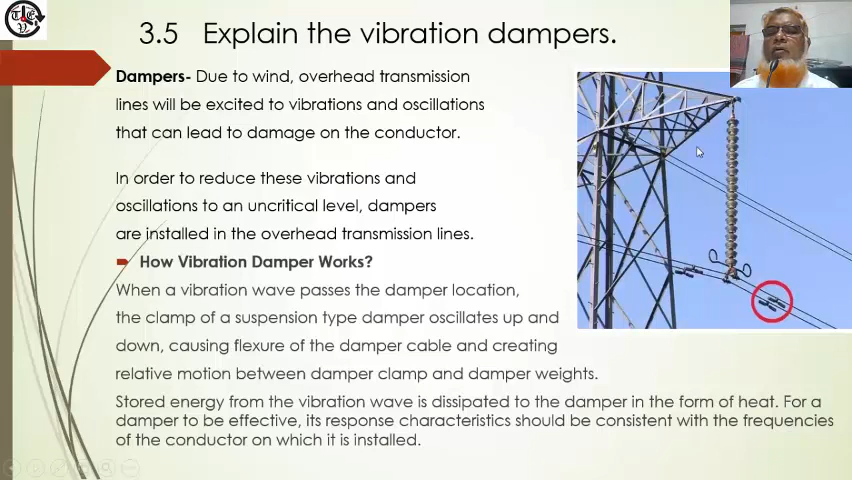 3.5 Explain the vibration dampers.
Dampers- Due to wind, overhead transmission
lines will be excited to vibrations and oscillations
that can lead to damage on the conductor.
In order to reduce these vibrations and
oscillations to an uncritical level, dampers
are installed in the overhead transmission lines.
How Vibration Damper Works?
When a vibration wave passes the damper location,
the clamp of a suspension type damper oscillates up and
down, causing flexure of the damper cable and creating
relative motion between damper clamp and damper weights.
Stored energy from the vibration wave is dissipated to the damper in the form of heat. For a
damper to be effective, its response characteristics should be consistent with the frequencies
of the conductor on which it is installed.